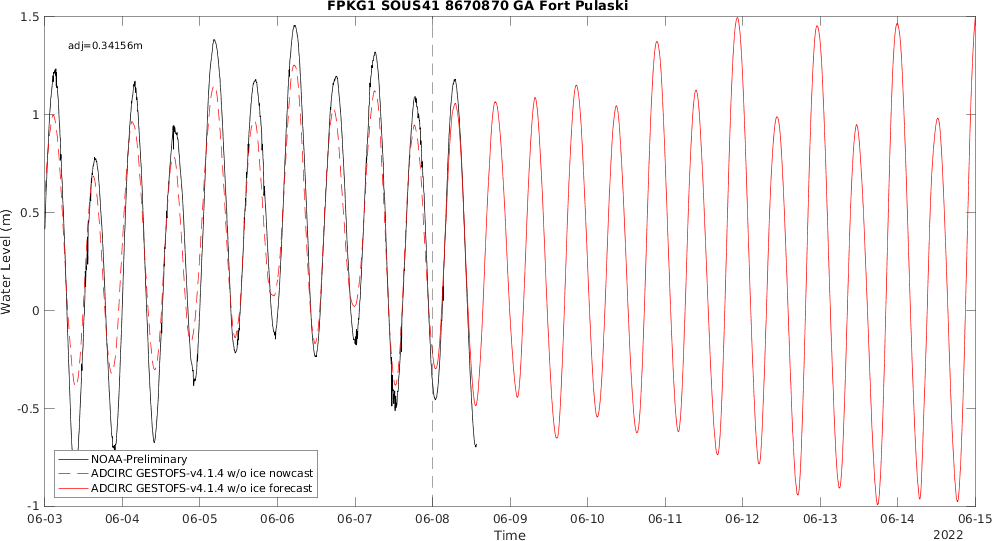 FPKG1 SOUS41 8670870 GA Fort Pulaski
adj=0.34156m
1.5
1
0.5
0
-0.5
-1
Water Level (m)
NOAA-Preliminary
ADCIRC GESTOFS-v4.1.4 w/o ice nowcast
ADCIRC GESTOFS-v4.1.4 w/o ice forecast
06-03 06-04 06-05 06-06 06-07 06-08 06-09 06-10 06-11 06-12 06-13 06-14 06-15
Time
2022